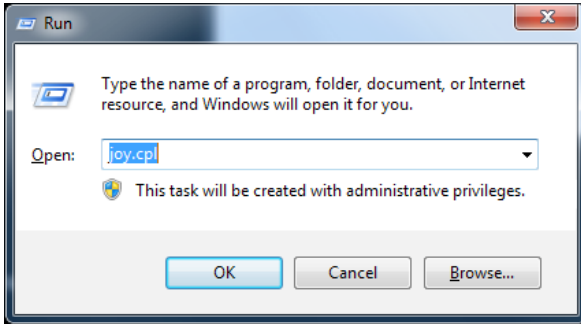 Run
Type the name of a program, folder, document, or Internet
resource, and Windows will open it for you.
Open: joy.cpl
This task will be created with administrative privileges.
OK Cancel Browse...